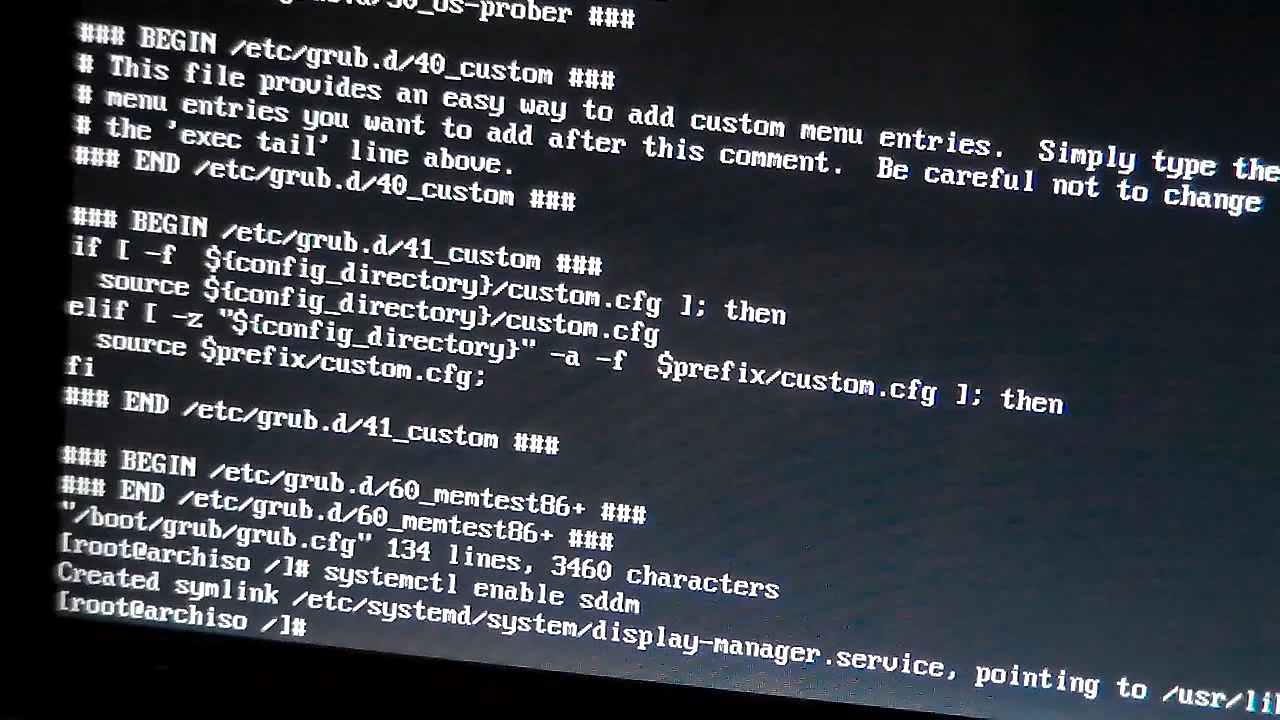 30_os-prober ###
### BEGIN /etc/grub.d/40_custom ###
# This file provides an easy way to add custom menu entries.  Simply type the
# menu entries you want to add after this comment.  Be careful not to change
# the 'exec tail' line above.
### END /etc/grub.d/40_custom ###
### BEGIN /etc/grub.d/41_custom ###
if [ -f  ${config_directory}/custom.cfg ]; then
  source ${config_directory}/custom.cfg
elif [ -z "${config_directory}" -a -f  $prefix/custom.cfg ]; then
  source $prefix/custom.cfg;
fi
### END /etc/grub.d/41_custom ###
### BEGIN /etc/grub.d/60_memtest86+ ###
### END /etc/grub.d/60_memtest86+ ###
"/boot/grub/grub.cfg" 134 lines, 3460 characters
[root@archiso /]# systemctl enable sddm
Created symlink /etc/systemd/system/display-manager.service, pointing to /usr/li
[root@archiso /]#